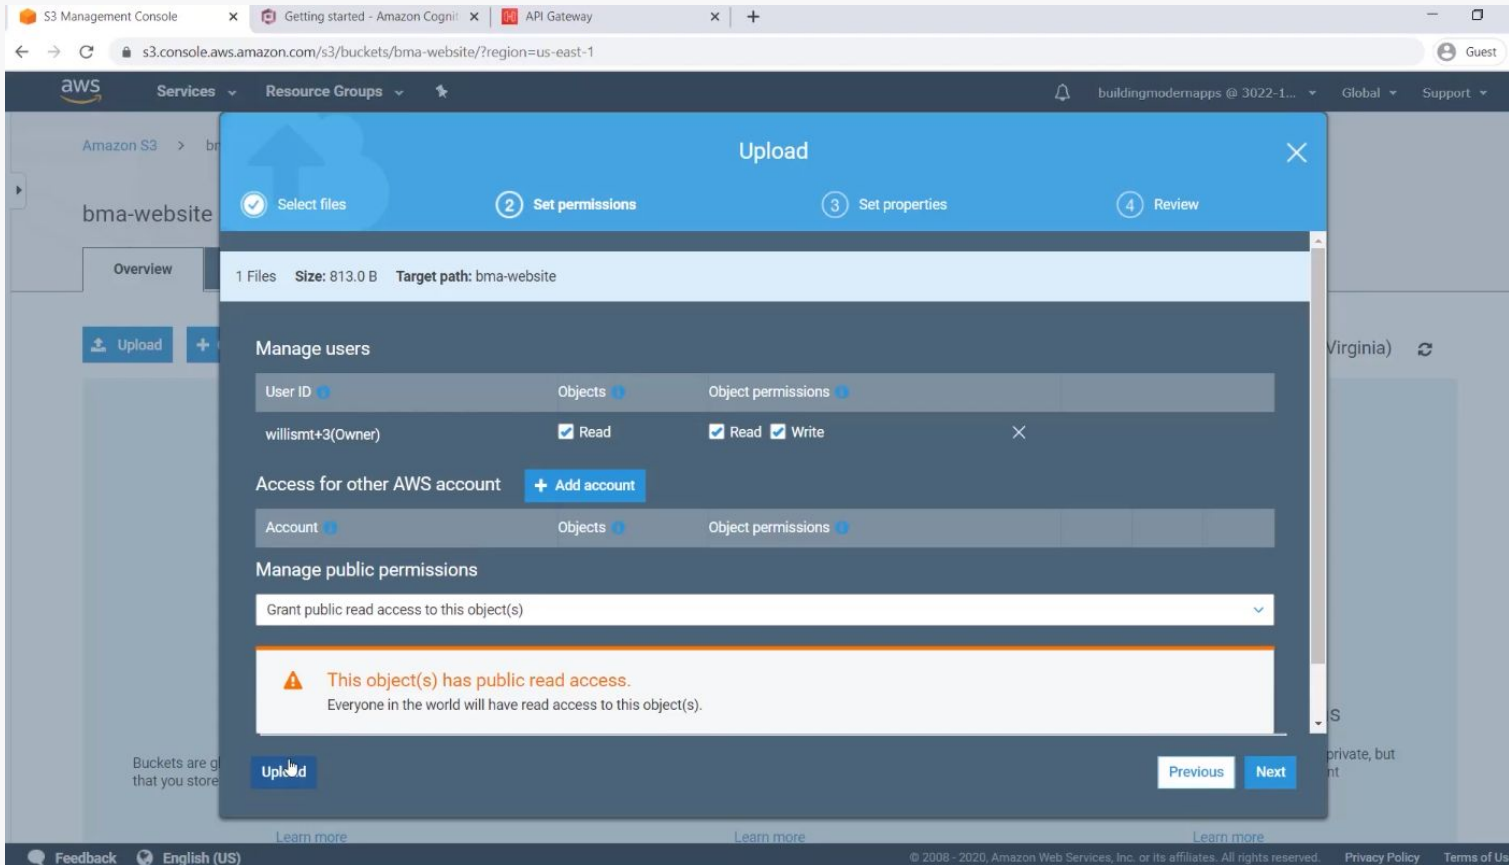 S3 Management Console
Getting started - Amazon Cognit
API Gateway
s3.console.aws.amazon.com/s3/buckets/bma-website/?region=us-east-1
Guest
aws Services Resource Groups buildingmodernapps @ 3022-1... Global Support
Amazon S3 >
Upload
Select files 2 Set permissions 3 Set properties 4 Review
bma-website
Overview
1 Files Size: 813.0 B Target path: bma-website
Upload
Virginia)
Manage users
User ID Objects Object permissions
willismt+3(Owner) Read Read Write
Access for other AWS account + Add account
Account Objects Object permissions
Manage public permissions
Grant public read access to this object(s)
This object(s) has public read access.
Everyone in the world will have read access to this object(s).
Buckets are
that you store
private, but
Upload Previous Next
Learn more Learn more Learn more
Feedback English (US) © 2008 - 2020, Amazon Web Services, Inc. or its affiliates. All rights reserved. Privacy Policy Terms of Us